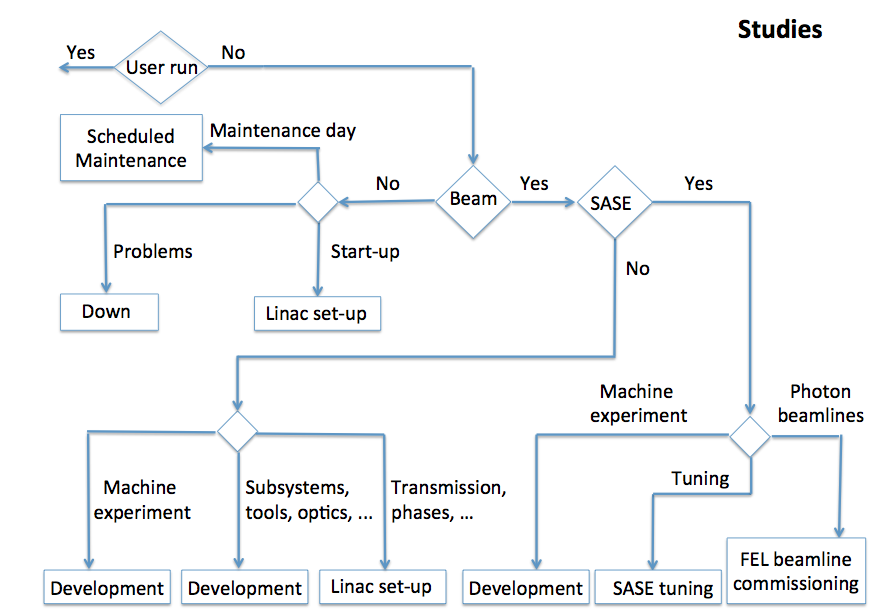 Studies
Yes
User run
No
Scheduled
Maintenance
Maintenance day
No
Beam
Yes
SASE
Yes
Problems
Start-up
No
Down
Linac set-up
Machine
experiment
Photon
beamlines
Tuning
Machine
experiment
Subsystems,
tools, optics, ...
Transmission,
phases, ...
Development
Development
Linac set-up
Development
SASE tuning
FEL beamline
commissioning